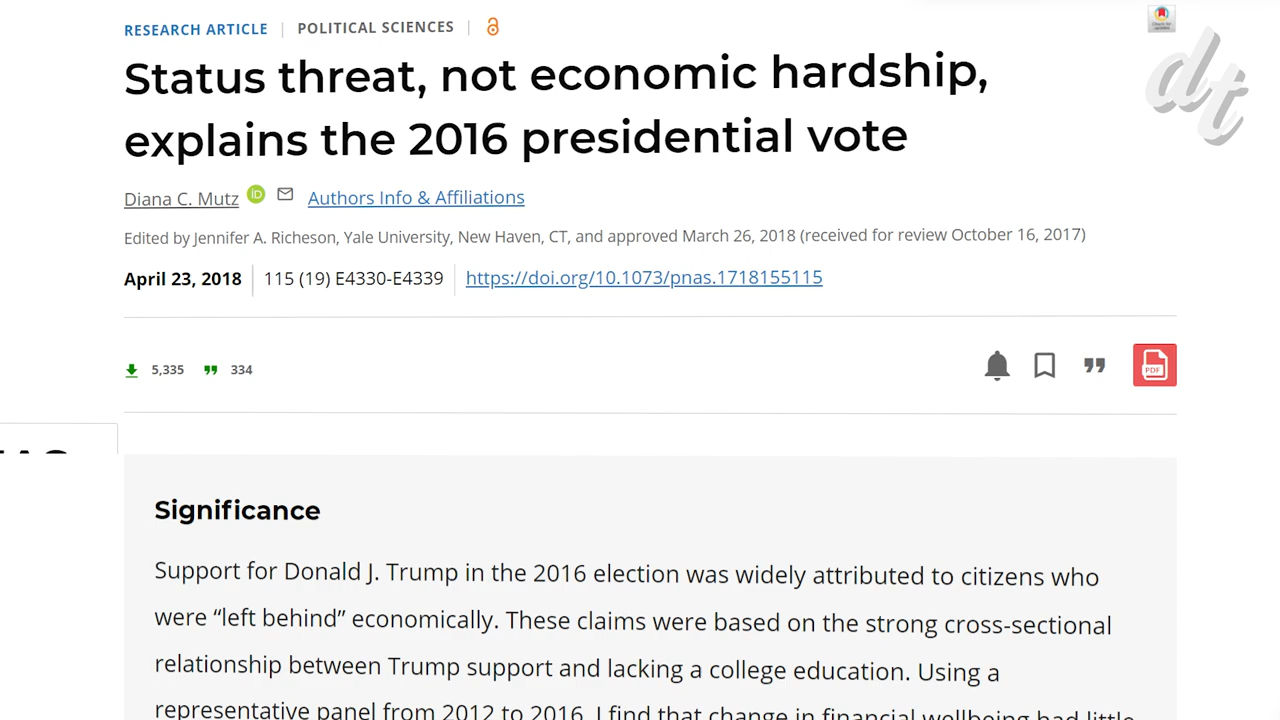 RESEARCH ARTICLE | POLITICAL SCIENCES |
Status threat, not economic hardship,
explains the 2016 presidential vote
Diana C. Mutz iD Authors Info & Affiliations
Edited by Jennifer A. Richeson, Yale University, New Haven, CT, and approved March 26, 2018 (received for review October 16, 2017)
April 23, 2018 | 115 (19) E4330-E4339 | https://doi.org/10.1073/pnas.1718155115
5,335 334
PDF
Significance
Support for Donald J. Trump in the 2016 election was widely attributed to citizens who
were “left behind” economically. These claims were based on the strong cross-sectional
relationship between Trump support and lacking a college education. Using a
representative panel from 2012 to 2016, I find that change in financial wellbeing had little
dt